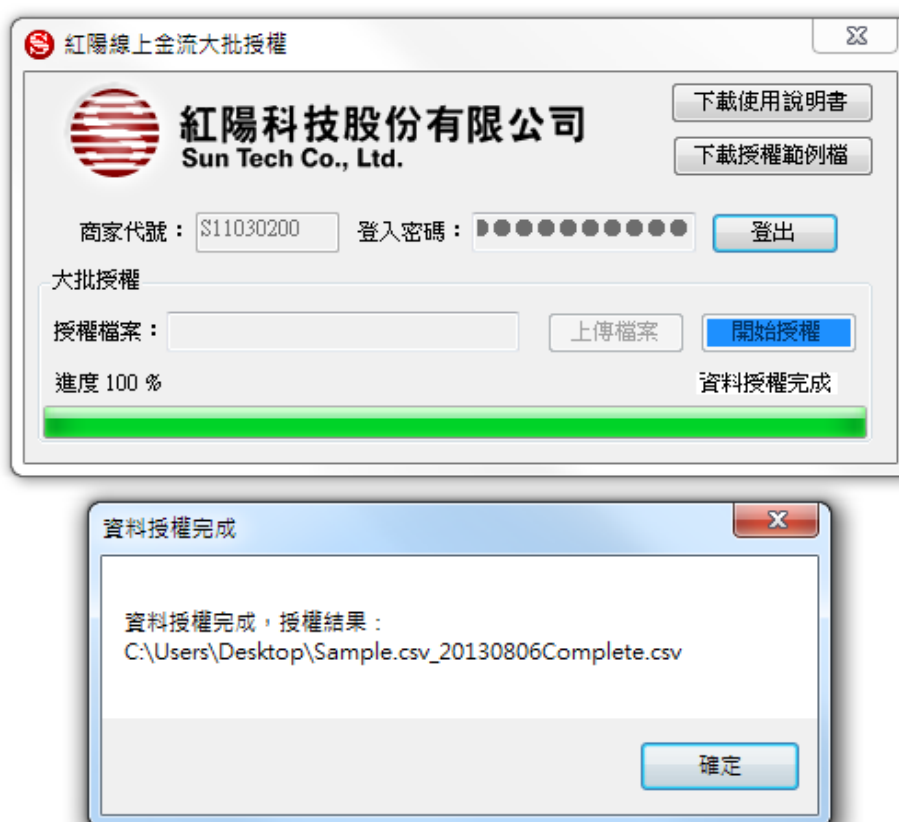 紅陽線上金流大批授權
紅陽科技股份有限公司
Sun Tech Co., Ltd.
下載使用說明書
下載授權範例檔
商家代號： S11030200 登入密碼： ●●●●●●●●●● 登出
大批授權
授權檔案： 上傳檔案 開始授權
進度 100 % 資料授權完成
資料授權完成
資料授權完成，授權結果：
C:\Users\Desktop\Sample.csv_20130806Complete.csv
確定